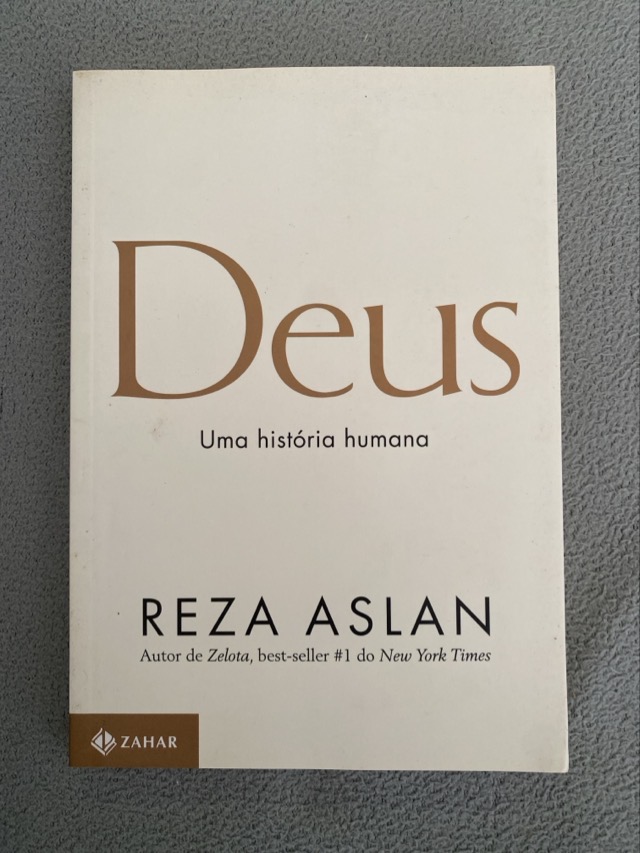 Deus
Uma história humana
REZA ASLAN
Autor de Zelota, best-seller #1 do New York Times
ZAHAR